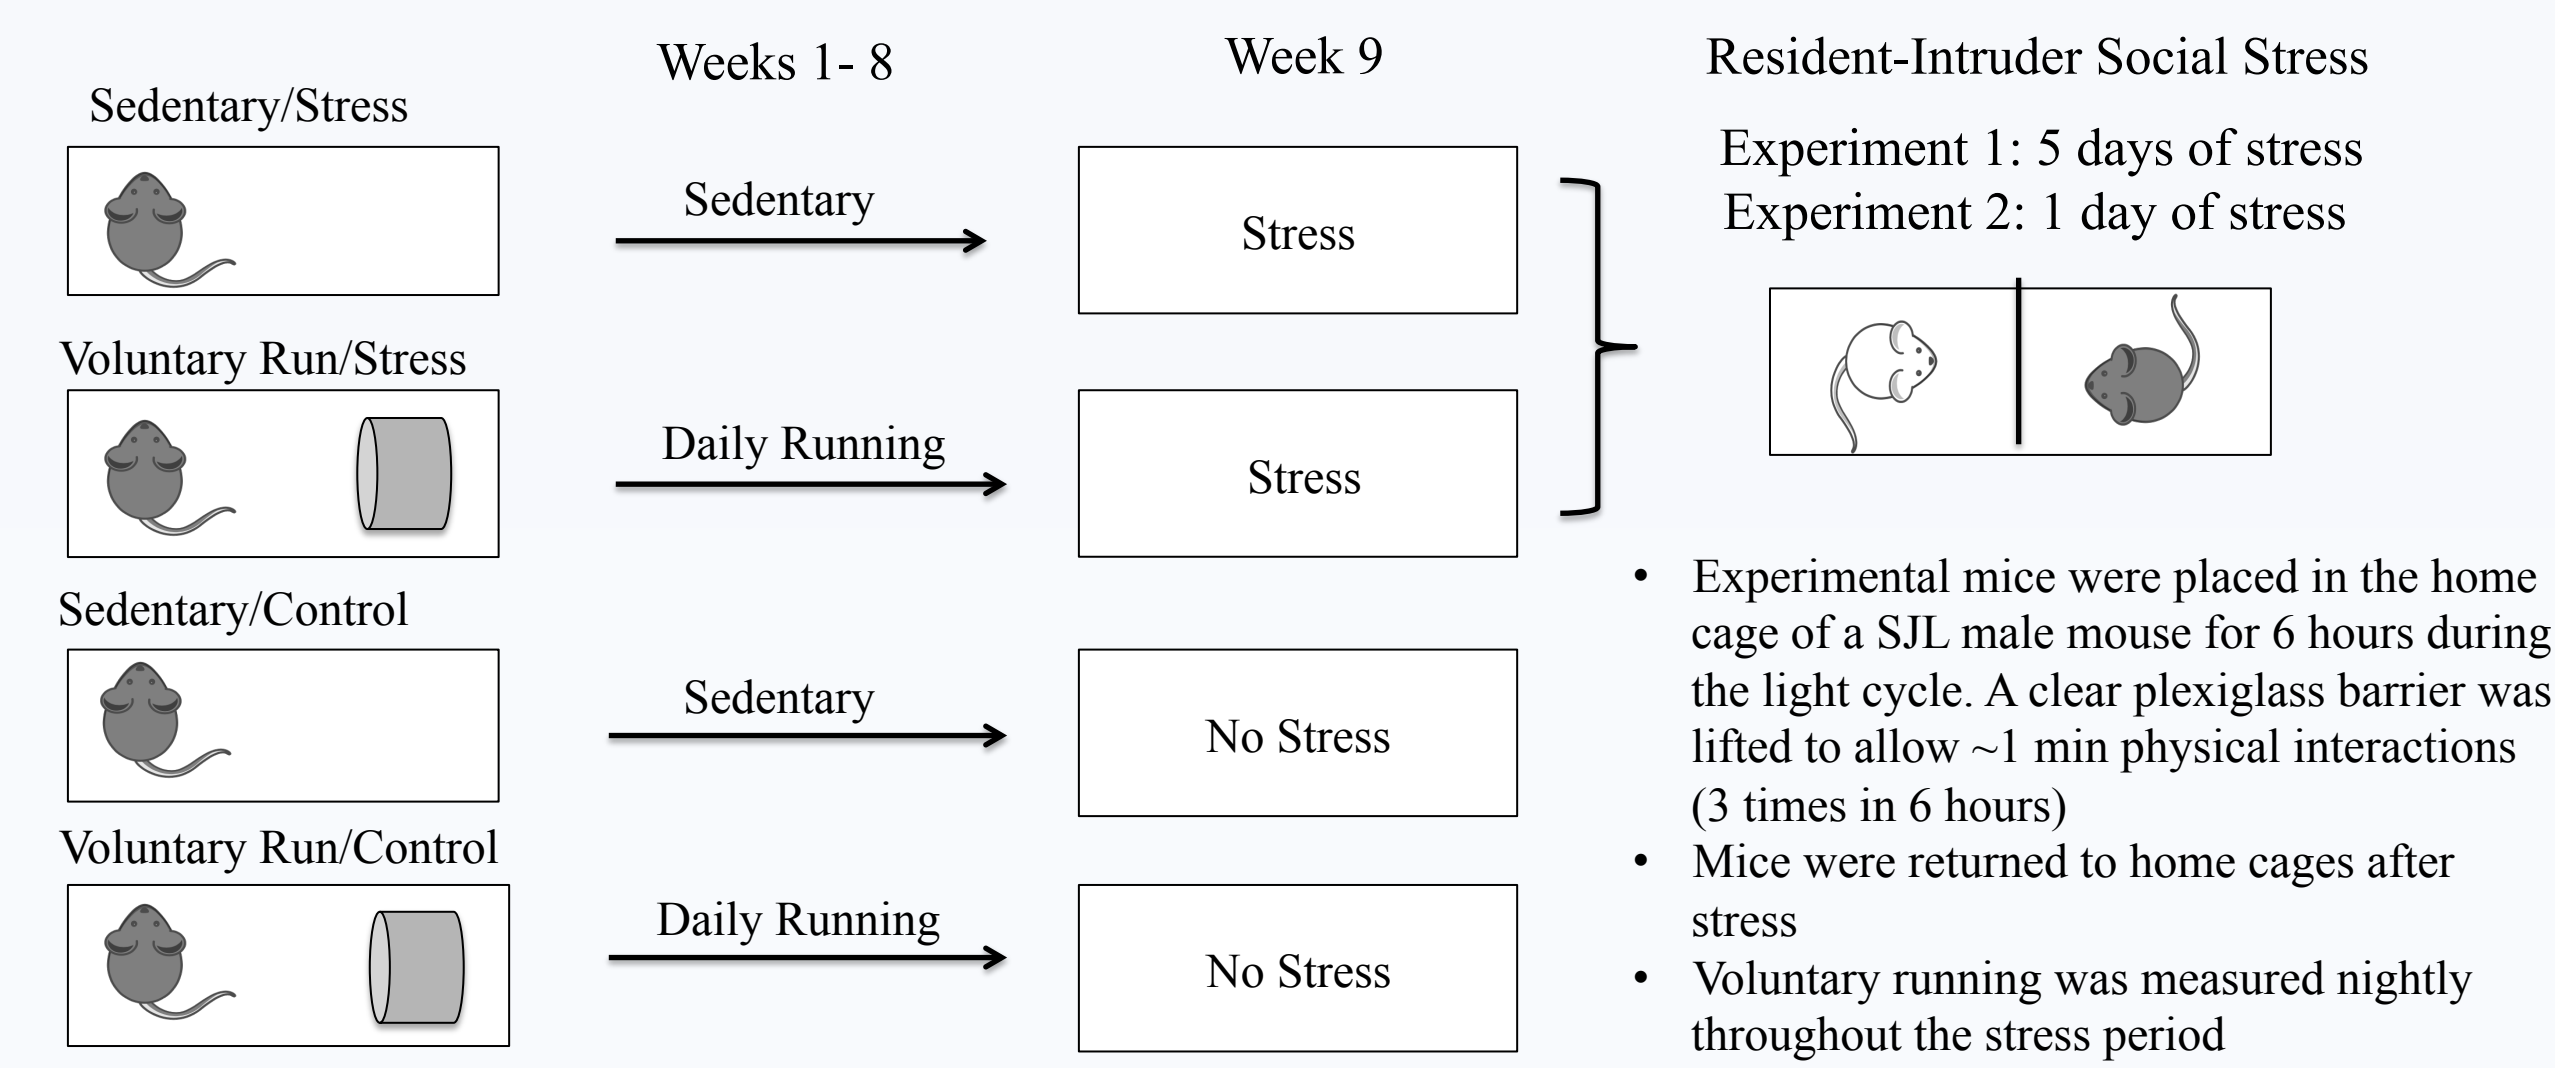 Weeks 1- 8
Week 9
Resident-Intruder Social Stress
Sedentary/Stress
Sedentary
Stress
Experiment 1: 5 days of stress
Experiment 2: 1 day of stress
Voluntary Run/Stress
Daily Running
Stress
Sedentary/Control
Sedentary
No Stress
Voluntary Run/Control
Daily Running
No Stress
• Experimental mice were placed in the home
cage of a SJL male mouse for 6 hours during
the light cycle. A clear plexiglass barrier was
lifted to allow ~1 min physical interactions
(3 times in 6 hours)
• Mice were returned to home cages after
stress
• Voluntary running was measured nightly
throughout the stress period